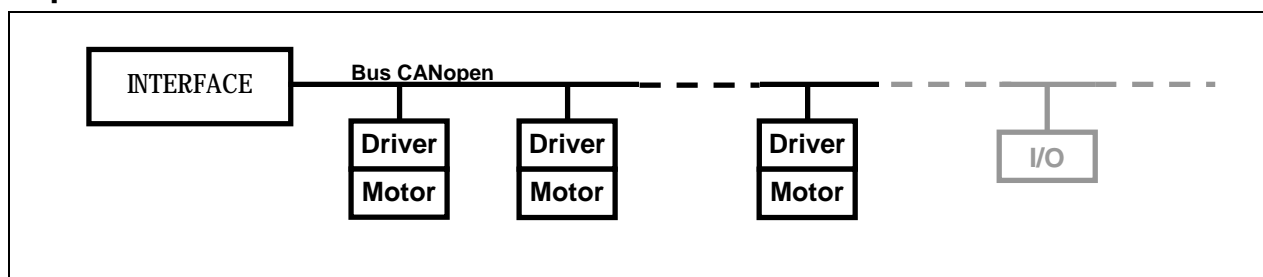 INTERFACE
Bus CANopen
Driver
Motor
Driver
Motor
Driver
Motor
I/O